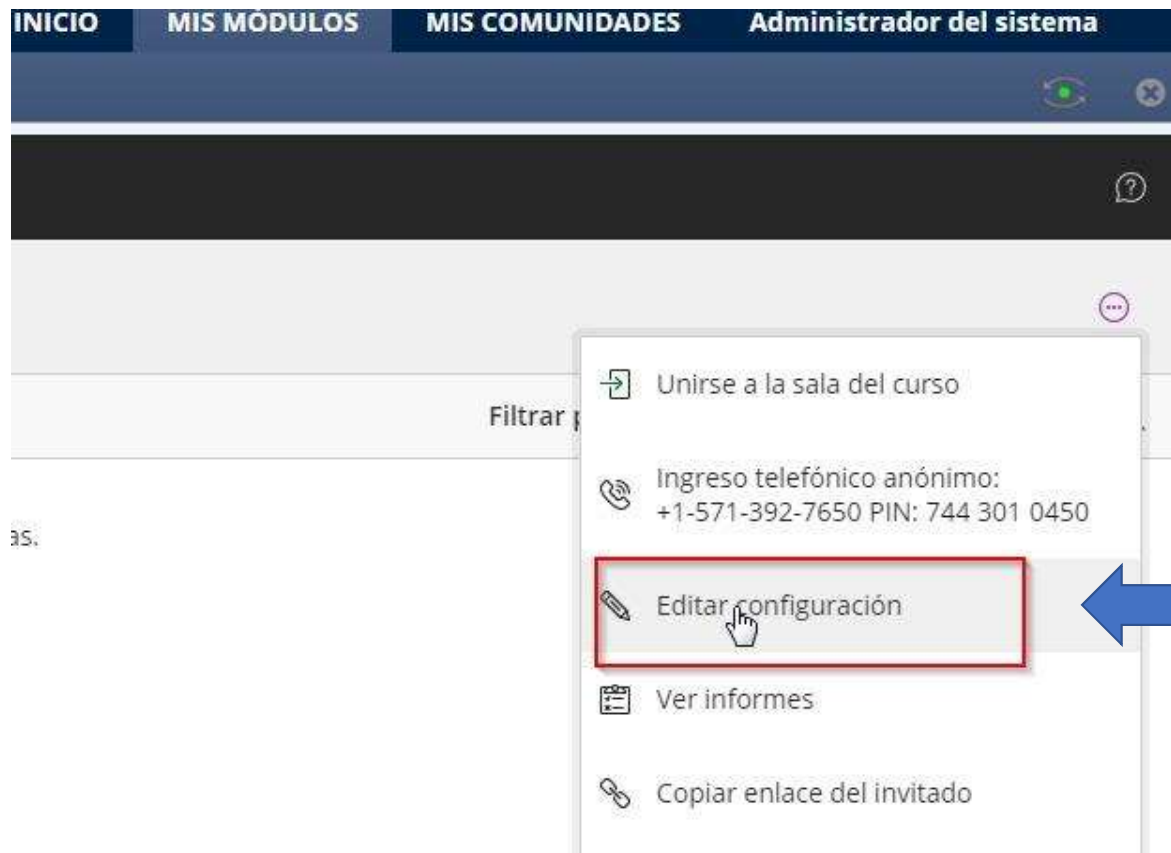 INICIO MIS MÓDULOS MIS COMUNIDADES Administrador del sistema
Unirse a la sala del curso
Filtrar
Ingreso telefónico anónimo:
+1-571-392-7650 PIN: 744 301 0450
as.
Editar configuración
Ver informes
Copiar enlace del invitado